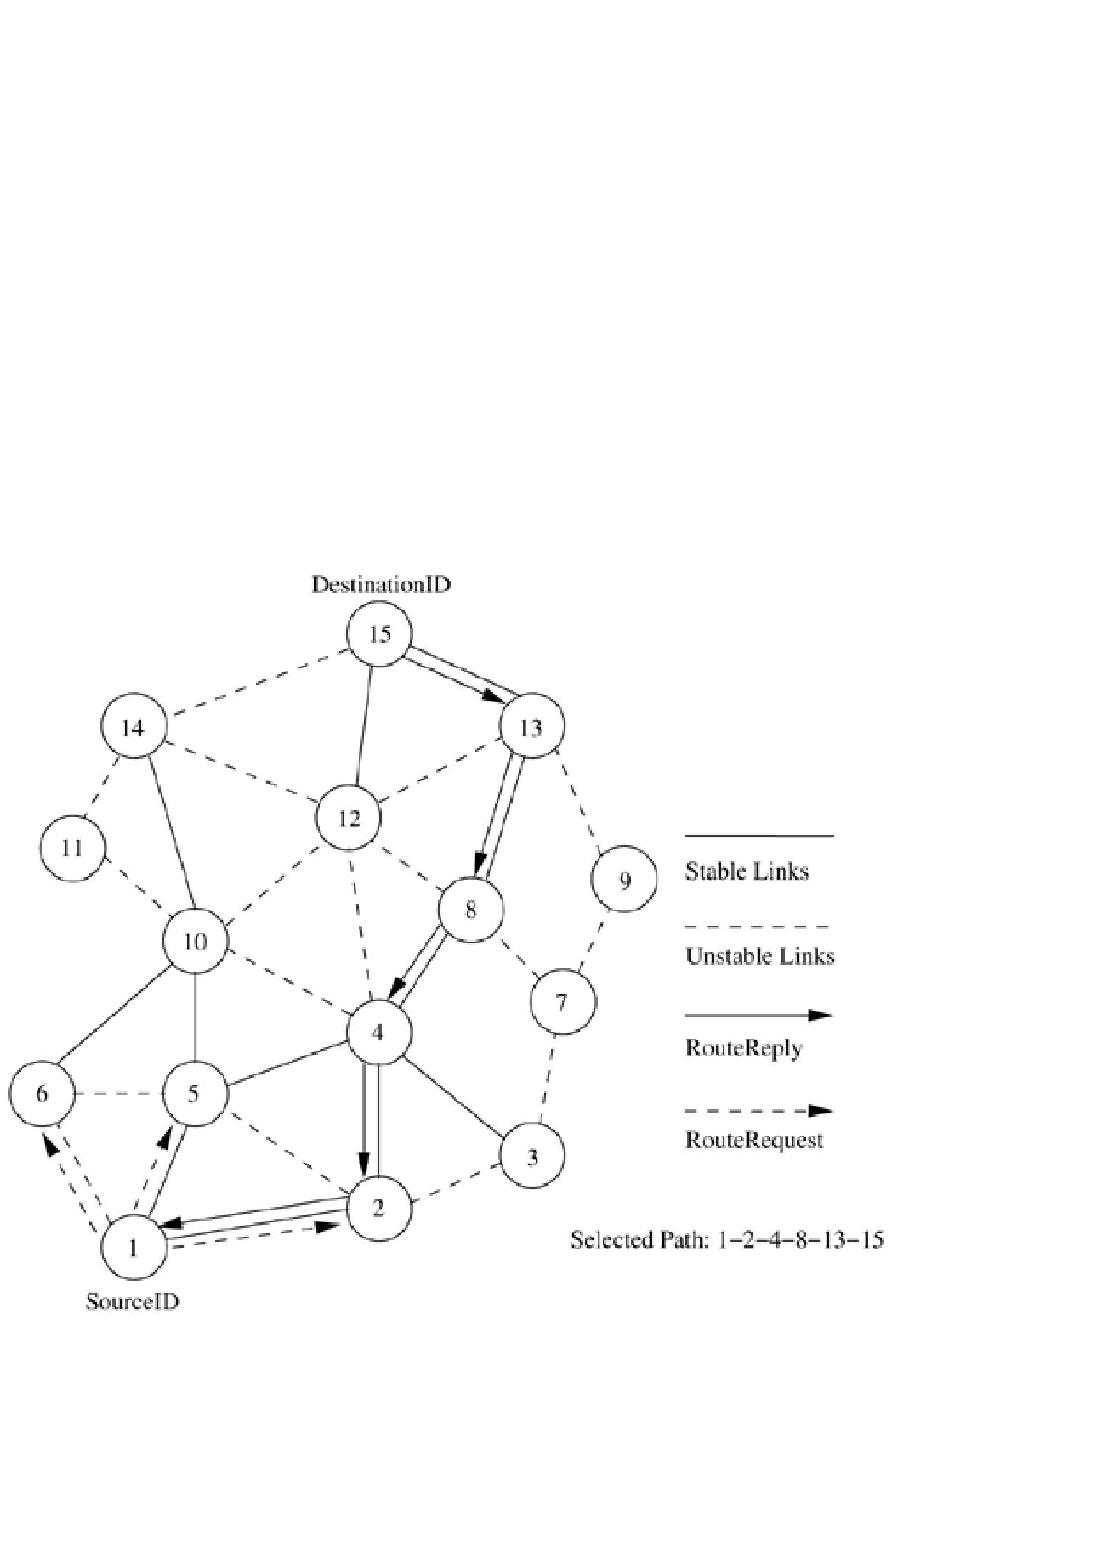 DestinationID
15
14
13
12
11
9
Stable Links
8
10
Unstable Links
7
4
RouteReply
6
5
RouteRequest
3
2
1
Selected Path: 1-2-4-8-13-15
SourceID